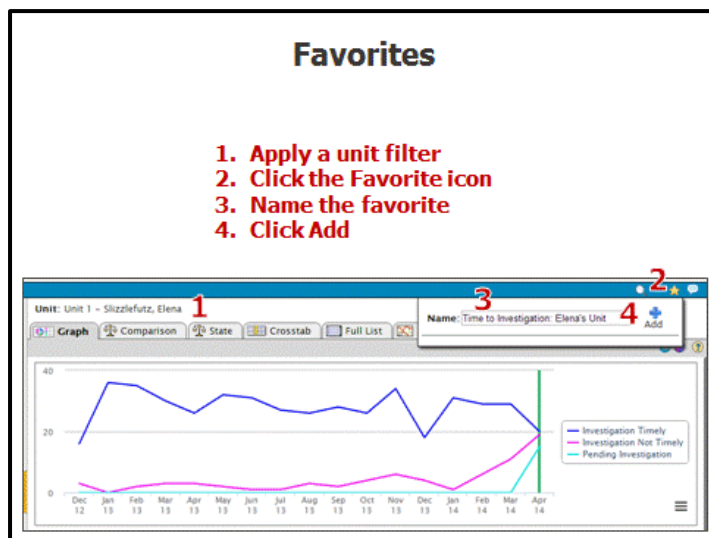 Favorites
1. Apply a unit filter
2. Click the Favorite icon
3. Name the favorite
4. Click Add
2
Unit: Unit 1 – Slizzlefutz, Elena
1
3
Name: Time to Investigation: Elena's Unit
4
Add
Graph
Comparison
State
Crosstab
Full List
?
40
20
0
Investigation Timely
Investigation Not Timely
Pending Investigation
Dec Jan Feb Mar Apr May Jun Jul Aug Sep Oct Nov Dec Jan Feb Mar Apr
12 13 13 13 13 13 13 13 13 13 13 13 13 14 14 14 14